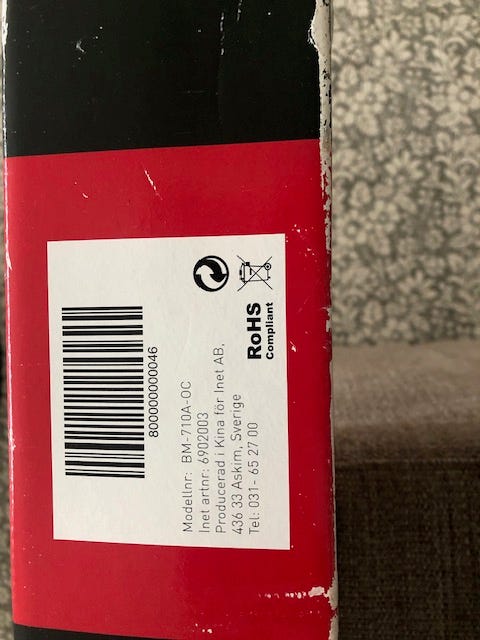 8000000000046
Modellnr: BM-710A-OC
Inet artnr: 6902003
Producerad i Kina för Inet AB,
436 33 Askim, Sverige
Tel: 031- 65 27 00
RoHS
Compliant